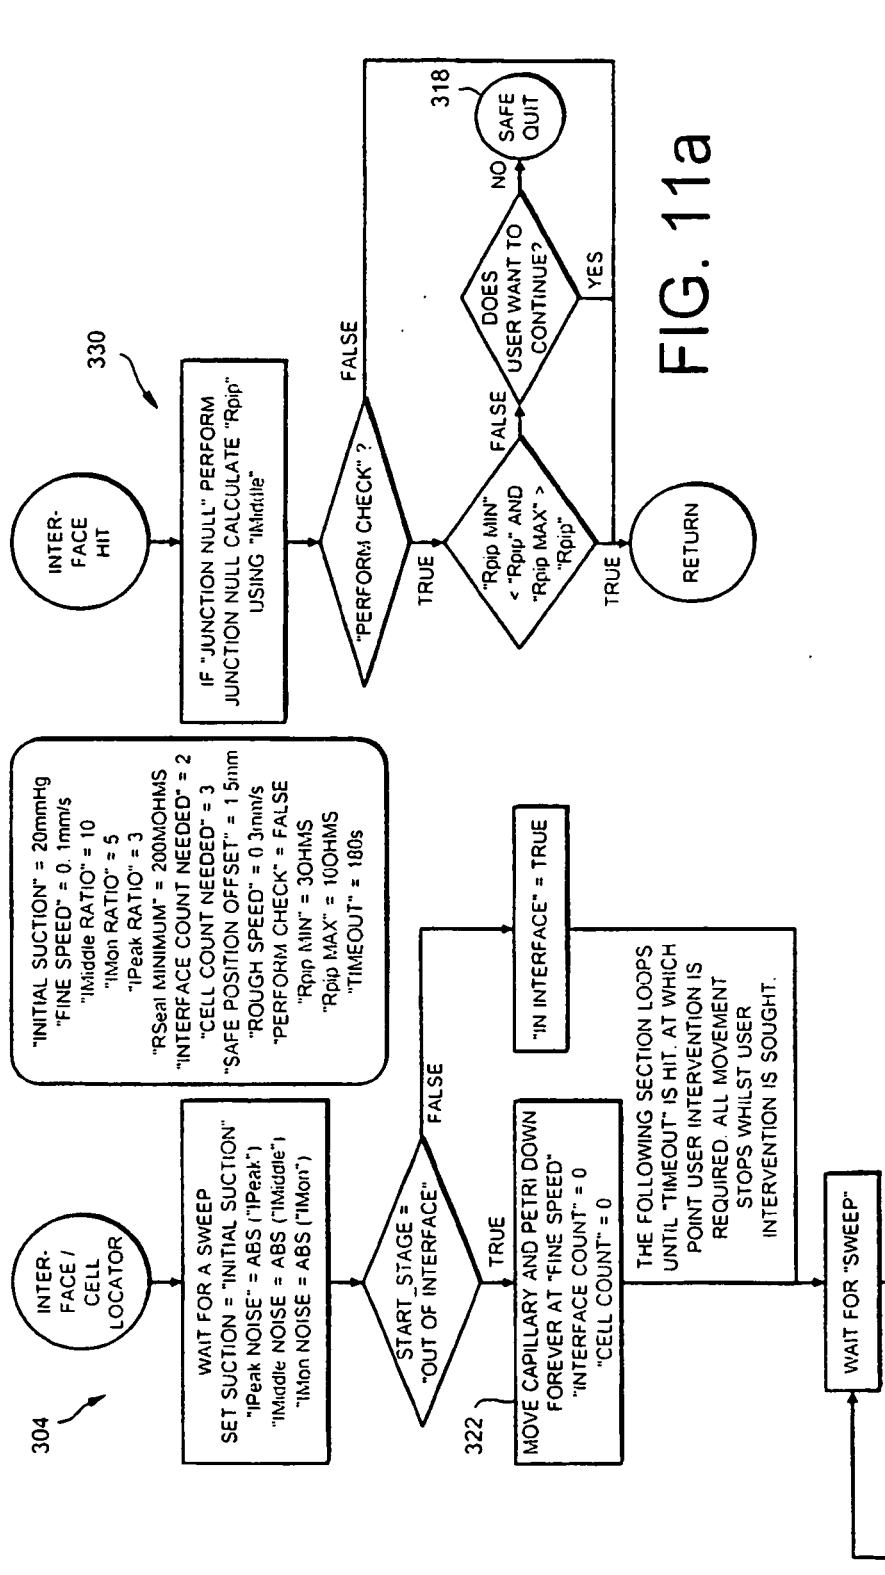 304
INTER-
FACE /
CELL
LOCATOR
WAIT FOR A SWEEP
SET SUCTION = "INITIAL SUCTION"
"IPeak NOISE" = ABS ("IPeak")
"IMiddle NOISE = ABS ("IMiddle")
"IMon NOISE = ABS ("IMon")
START_STAGE =
"OUT OF INTERFACE"
FALSE
TRUE
322
MOVE CAPILLARY AND PETRI DOWN
FOREVER AT "FINE SPEED"
"INTERFACE COUNT" = 0
"CELL COUNT" = 0
"IN INTERFACE" = TRUE
THE FOLLOWING SECTION LOOPS
UNTIL "TIMEOUT" IS HIT. AT WHICH
POINT USER INTERVENTION IS
REQUIRED. ALL MOVEMENT
STOPS WHILST USER
INTERVENTION IS SOUGHT.
WAIT FOR "SWEEP"
"INITIAL SUCTION" = 20mmHg
"FINE SPEED" = 0. 1mm/s
"IMiddle RATIO" = 10
"IMon RATIO" = 5
"IPeak RATIO" = 3
"RSeal MINIMUM" = 200MOHMS
"INTERFACE COUNT NEEDED" = 2
"CELL COUNT NEEDED" = 3
"SAFE POSITION OFFSET" = 1 5mm
"ROUGH SPEED" = 0 3mm/s
"PERFORM CHECK" = FALSE
"Rpip MIN" = 3OHMS
"Rpip MAX" = 10OHMS
"TIMEOUT" = 180s
330
INTER-
FACE
HIT
IF "JUNCTION NULL" PERFORM
JUNCTION NULL CALCULATE "Rpip"
USING "IMiddle"
"PERFORM CHECK" ?
FALSE
TRUE
"Rpip MIN"
< "Rpip" AND
"Rpip MAX" >
"Rpip"
FALSE
TRUE
DOES
USER WANT TO
CONTINUE?
NO
YES
318
SAFE
QUIT
RETURN
FIG. 11a